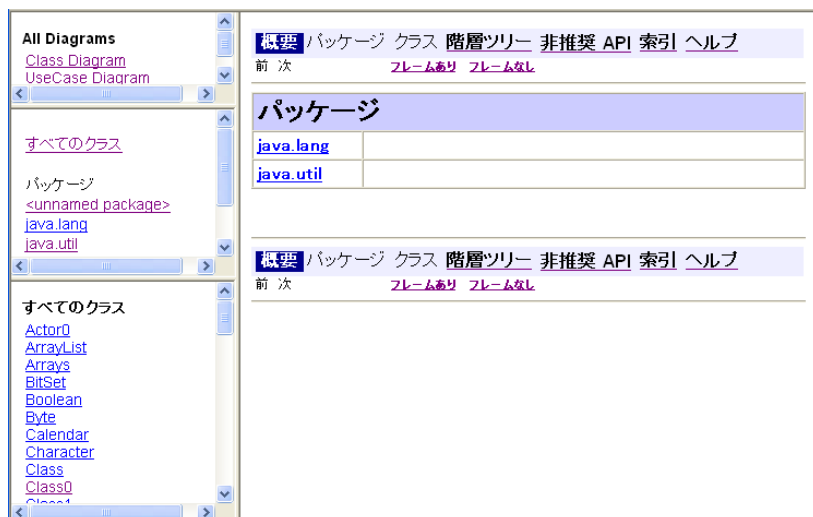 All Diagrams
Class Diagram
UseCase Diagram
すべてのクラス
パッケージ
<unnamed package>
java.lang
java.util
すべてのクラス
Actor0
ArrayList
Arrays
BitSet
Boolean
Byte
Calendar
Character
Class
Class0
Class1
概要 パッケージ クラス 階層ツリー 非推奨 API 索引 ヘルプ
前 次 フレームあり フレームなし
パッケージ
java.lang
java.util
概要 パッケージ クラス 階層ツリー 非推奨 API 索引 ヘルプ
前 次 フレームあり フレームなし